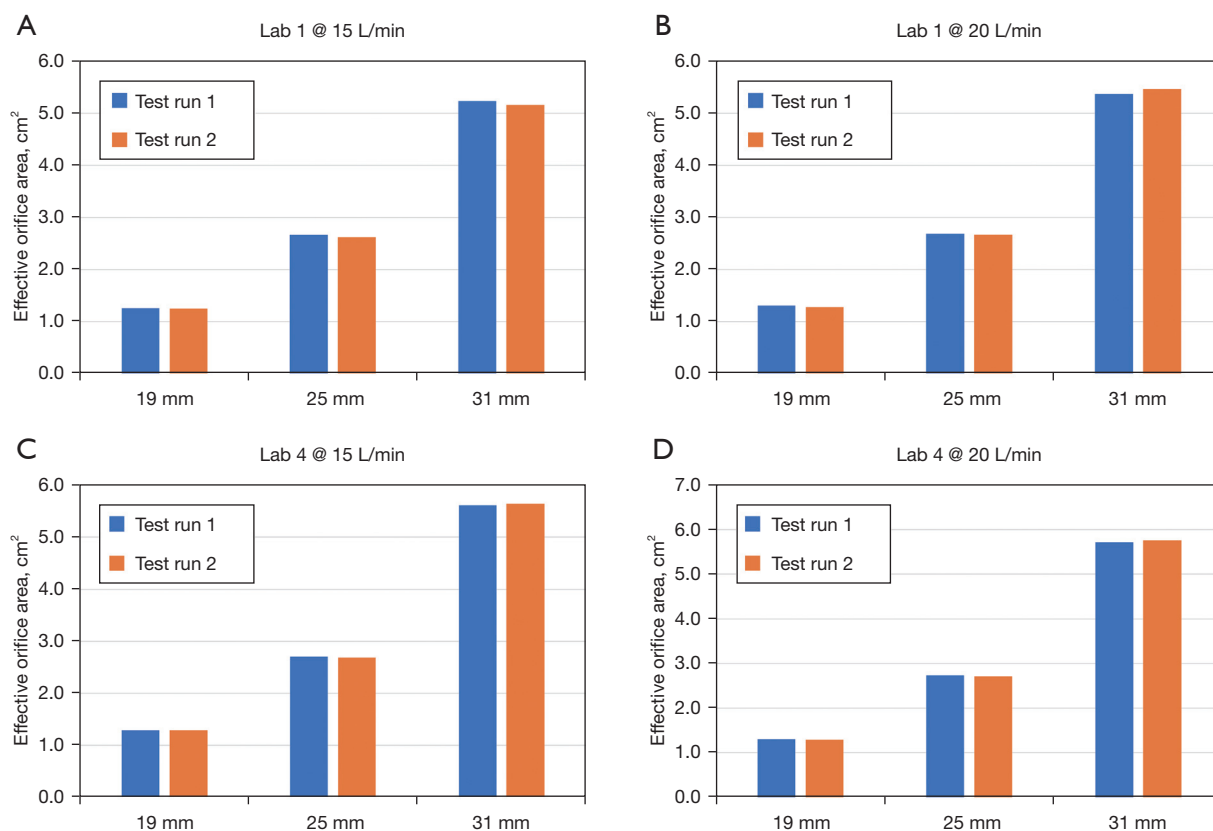 A
Lab 1 @ 15 L/min
Effective orifice area, cm²
6.0
5.0
4.0
3.0
2.0
1.0
0.0
Test run 1
Test run 2
19 mm
25 mm
31 mm
B
Lab 1 @ 20 L/min
Effective orifice area, cm²
6.0
5.0
4.0
3.0
2.0
1.0
0.0
Test run 1
Test run 2
19 mm
25 mm
31 mm
C
Lab 4 @ 15 L/min
Effective orifice area, cm²
6.0
5.0
4.0
3.0
2.0
1.0
0.0
Test run 1
Test run 2
19 mm
25 mm
31 mm
D
Lab 4 @ 20 L/min
Effective orifice area, cm²
7.0
6.0
5.0
4.0
3.0
2.0
1.0
0.0
Test run 1
Test run 2
19 mm
25 mm
31 mm